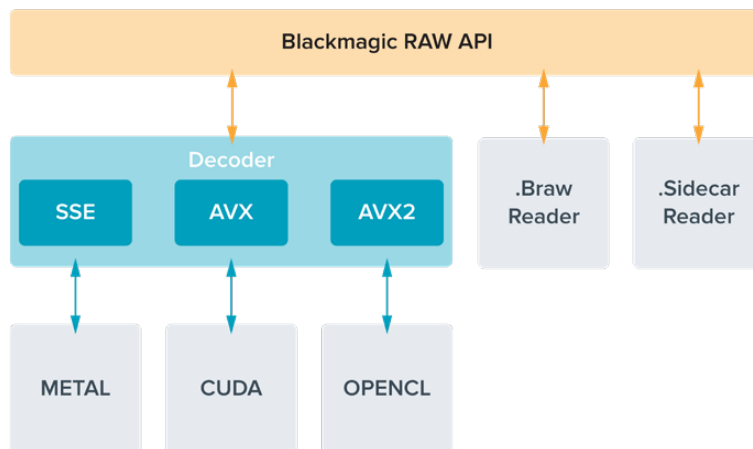 Blackmagic RAW API
Decoder
SSE
AVX
AVX2
.Braw
Reader
.Sidecar
Reader
METAL
CUDA
OPENCL